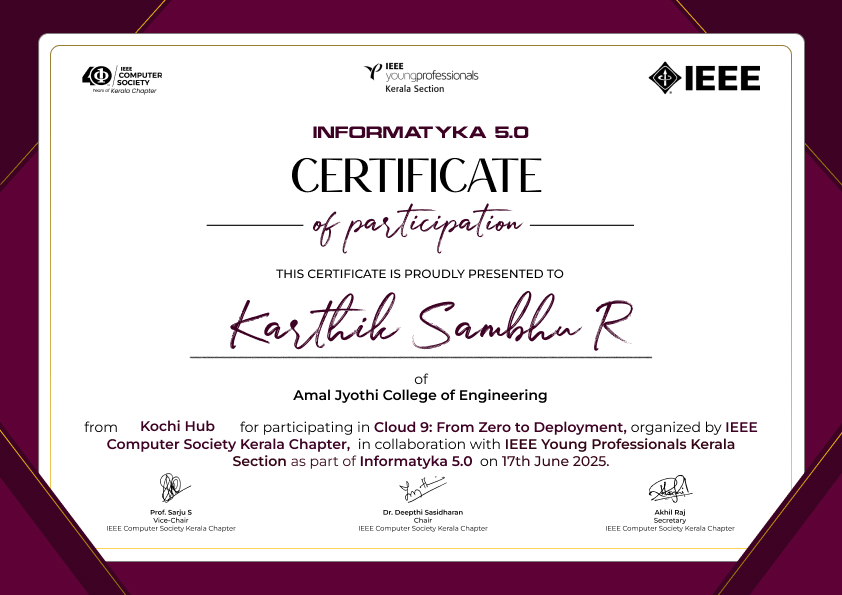 40 Years of IEEE COMPUTER SOCIETY Kerala Chapter
IEEE
youngprofessionals
Kerala Section
IEEE
INFORMATYKA 5.0
CERTIFICATE
of participation
THIS CERTIFICATE IS PROUDLY PRESENTED TO
Karthik Sambhu R
of
Amal Jyothi College of Engineering
from Kochi Hub for participating in Cloud 9: From Zero to Deployment, organized by IEEE
Computer Society Kerala Chapter, in collaboration with IEEE Young Professionals Kerala
Section as part of Informatyka 5.0 on 17th June 2025.
Prof. Sarju S
Vice-Chair
IEEE Computer Society Kerala Chapter
Dr. Deepthi Sasidharan
Chair
IEEE Computer Society Kerala Chapter
Akhil Raj
Secretary
IEEE Computer Society Kerala Chapter